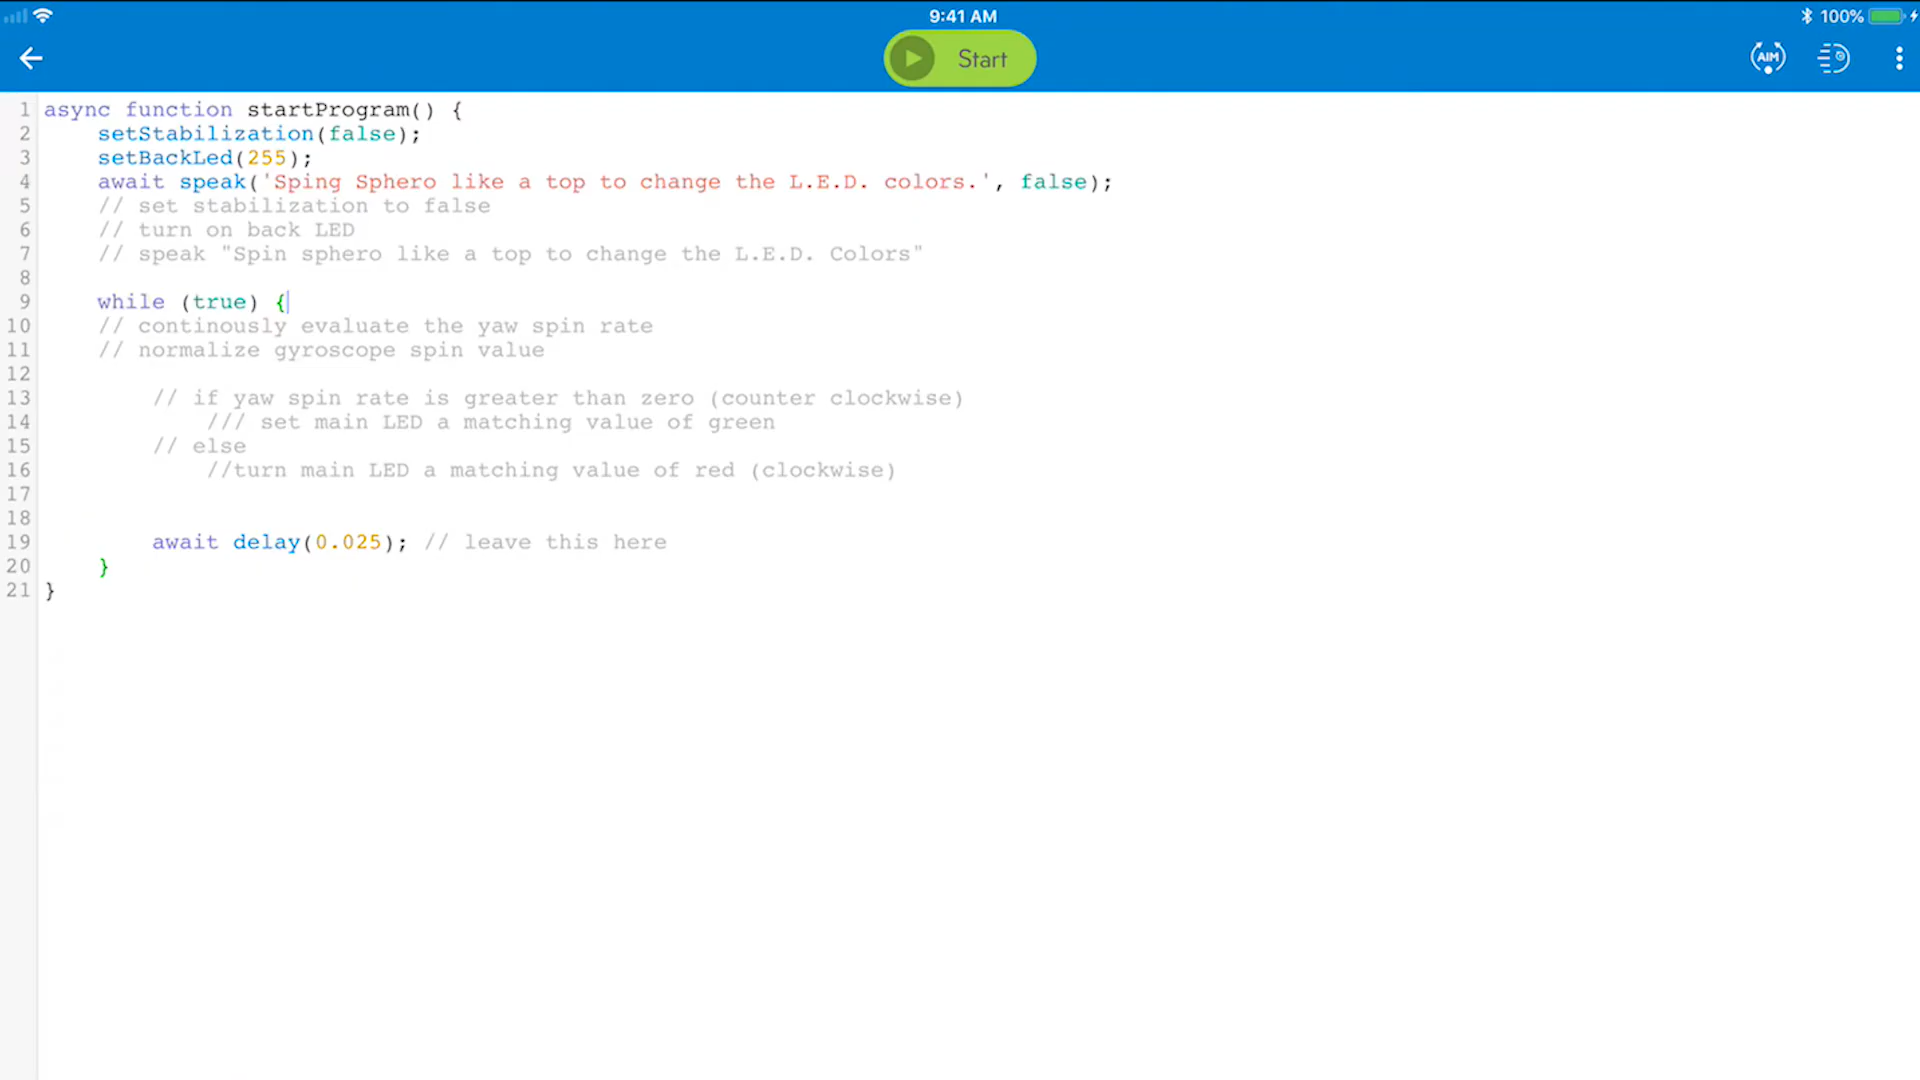 9:41 AM
100%
Start
AIM
1 async function startProgram() {
2 setStabilization(false);
3 setBackLed(255);
4 await speak('Sping Sphero like a top to change the L.E.D. colors.', false);
5 // set stabilization to false
6 // turn on back LED
7 // speak "Spin sphero like a top to change the L.E.D. Colors"
8
9 while (true) {
10 // continously evaluate the yaw spin rate
11 // normalize gyroscope spin value
12
13 // if yaw spin rate is greater than zero (counter clockwise)
14 /// set main LED a matching value of green
15 // else
16 //turn main LED a matching value of red (clockwise)
17
18
19 await delay(0.025); // leave this here
20 }
21 }